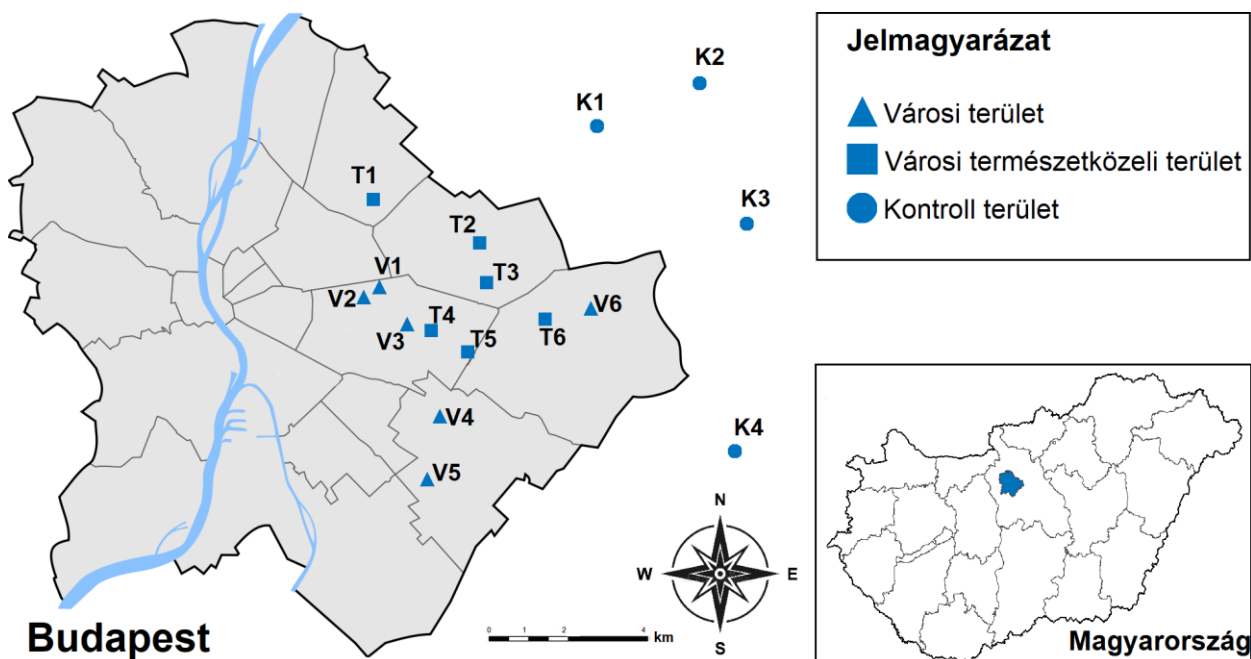 K2
K1
T1
K3
T2
V1
T3
V2
V6
T4
V3
T5
T6
V4
K4
V5
N
W
E
S
0 1 2 4 km
Budapest
Jelmagyarázat
Városi terület
Városi természetközeli terület
Kontroll terület
Magyarország